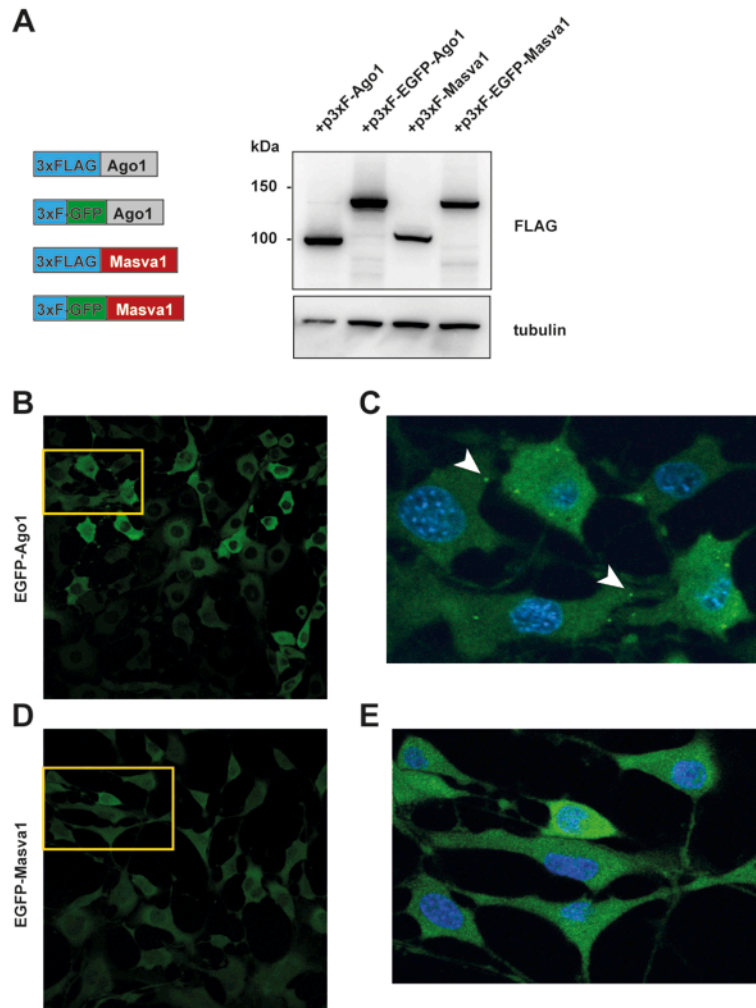 A
+p3xF-Ago1
+p3xF-EGFP-Ago1
+p3xF-Masva1
+p3xF-EGFP-Masva1
kDa
150 -
100 -
FLAG
tubulin
3xFLAG Ago1
3xF-GFP Ago1
3xFLAG Masva1
3xF-GFP Masva1
B
C
EGFP-Ago1
D
E
EGFP-Masva1